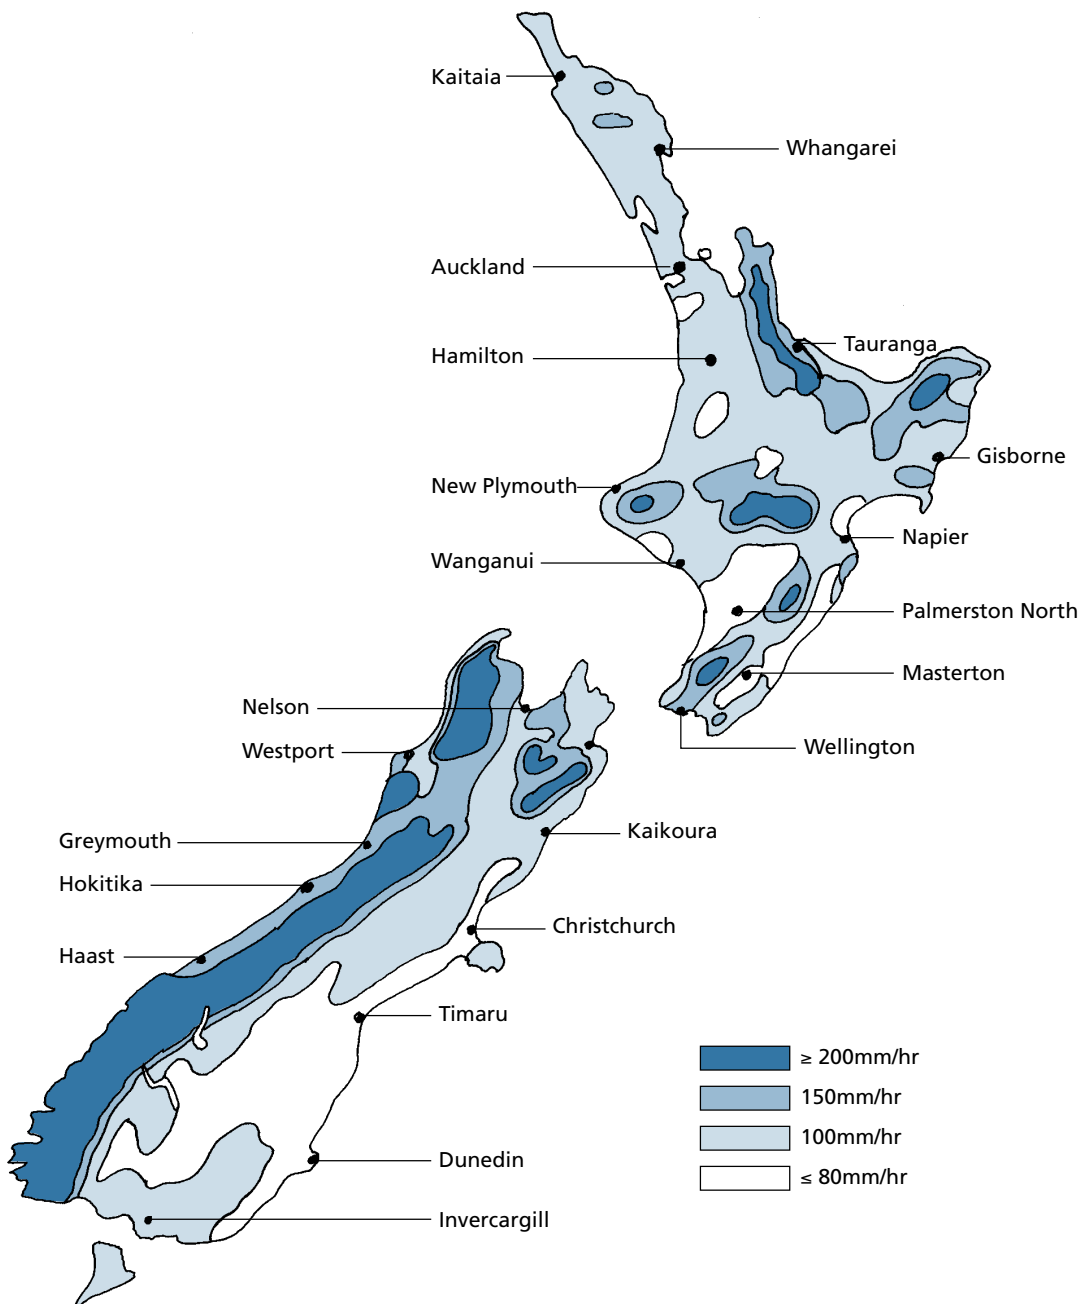 Kaitaia
Whangarei
Auckland
Tauranga
Hamilton
Gisborne
New Plymouth
Napier
Wanganui
Palmerston North
Masterton
Nelson
Wellington
Westport
Kaikoura
Greymouth
Hokitika
Christchurch
Haast
Timaru
≥ 200mm/hr
150mm/hr
100mm/hr
≤ 80mm/hr
Dunedin
Invercargill